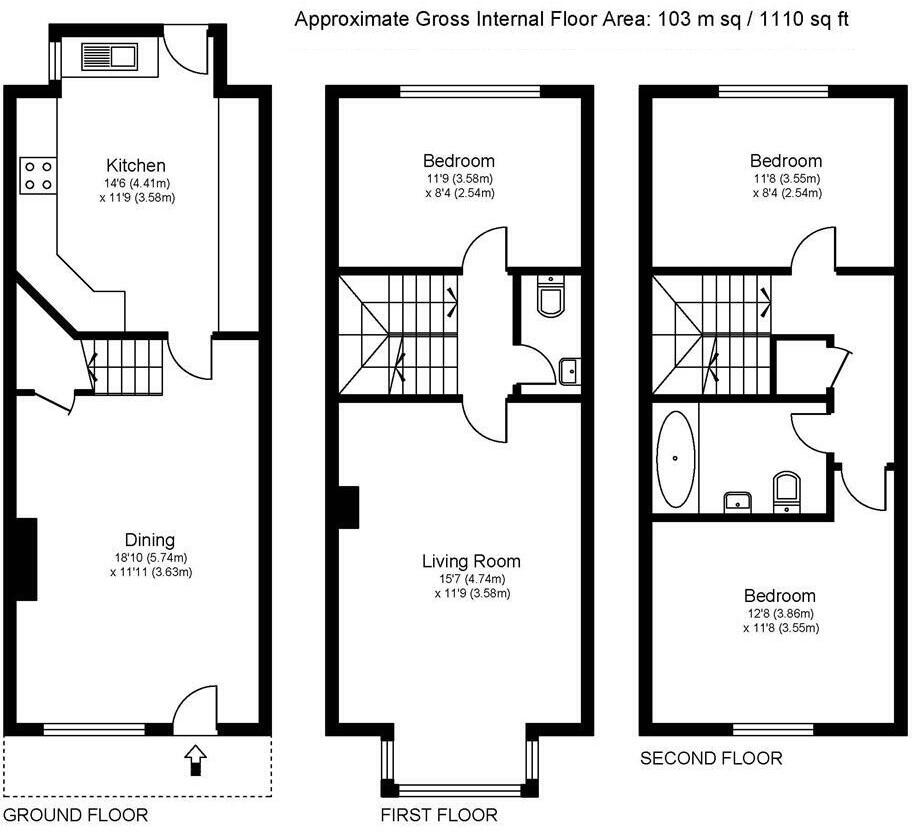 Approximate Gross Internal Floor Area: 103 m sq / 1110 sq ft
Kitchen
14'6 (4.41m)
x 11'9 (3.58m)
Dining
18'10 (5.74m)
x 11'11 (3.63m)
GROUND FLOOR
Bedroom
11'9 (3.58m)
x 8'4 (2.54m)
Living Room
15'7 (4.74m)
x 11'9 (3.58m)
FIRST FLOOR
Bedroom
11'8 (3.55m)
x 8'4 (2.54m)
Bedroom
12'8 (3.86m)
x 11'8 (3.55m)
SECOND FLOOR